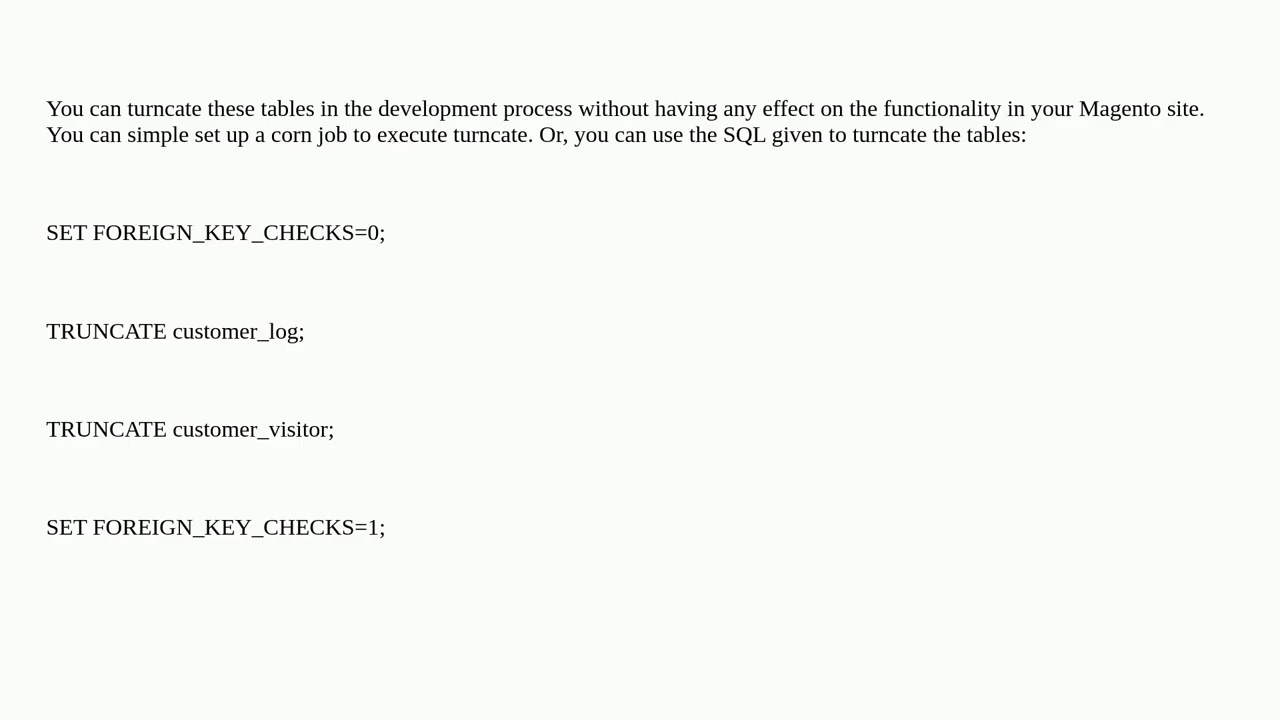 You can turncate these tables in the development process without having any effect on the functionality in your Magento site.
You can simple set up a corn job to execute turncate. Or, you can use the SQL given to turncate the tables:
SET FOREIGN_KEY_CHECKS=0;
TRUNCATE customer_log;
TRUNCATE customer_visitor;
SET FOREIGN_KEY_CHECKS=1;